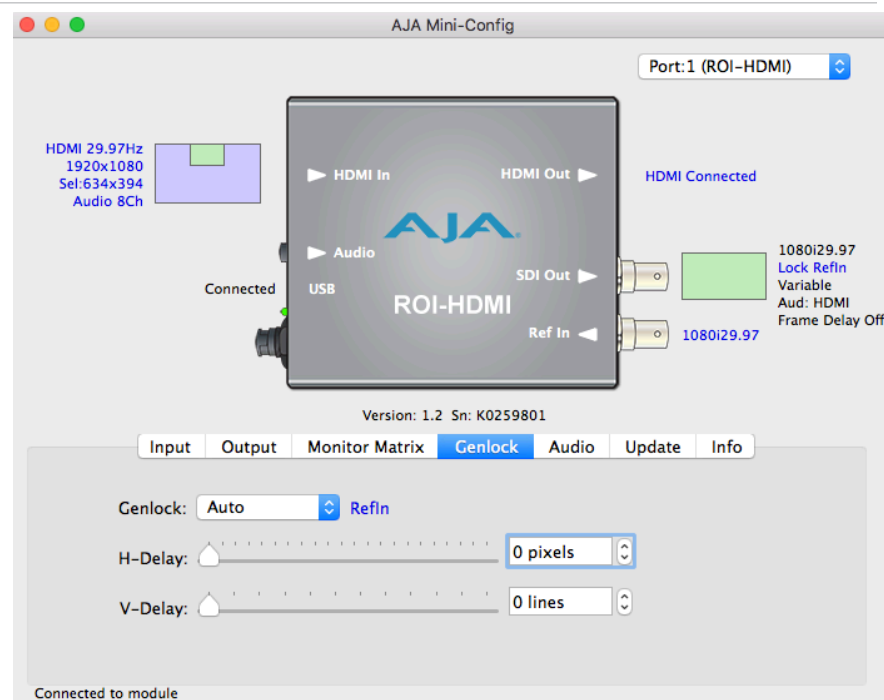 AJA Mini-Config
Port:1 (ROI-HDMI)
HDMI 29.97Hz
1920x1080
Sel:634x394
Audio 8Ch
HDMI In
HDMI Out
HDMI Connected
AJA
Audio
Connected
USB
SDI Out
ROI-HDMI
Ref In
1080i29.97
Lock RefIn
Variable
Aud: HDMI
Frame Delay Off
1080i29.97
Version: 1.2 Sn: K0259801
Input Output Monitor Matrix Genlock Audio Update Info
Genlock: Auto RefIn
H-Delay: 0 pixels
V-Delay: 0 lines
Connected to module